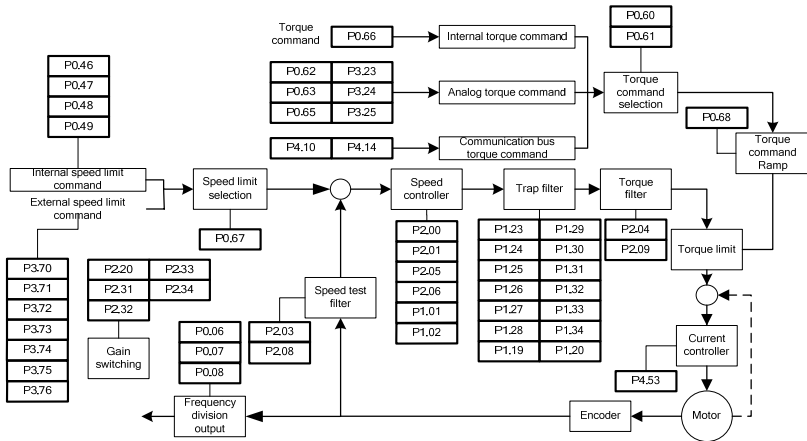 Torque
command
P0.66
Internal torque command
P0.60
P0.61
P0.46
P0.47
P0.48
P0.49
P0.62 P3.23
P0.63 P3.24
P0.65 P3.25
Analog torque command
Torque
command
selection
P0.68
P4.10 P4.14
Communication bus
torque command
Torque
command
Ramp
Internal speed limit
command
External speed limit
command
Speed limit
selection
P0.67
Speed
controller
Trap filter
Torque
filter
Torque limit
P2.00
P2.01
P2.05
P2.06
P1.01
P1.02
P1.23 P1.29
P1.24 P1.30
P1.25 P1.31
P1.26 P1.32
P1.27 P1.33
P1.28 P1.34
P1.19 P1.20
P2.04
P2.09
P3.70
P3.71
P3.72
P3.73
P3.74
P3.75
P3.76
P2.20 P2.33
P2.31 P2.34
P2.32
Gain
switching
Speed test
filter
P2.03
P2.08
P0.06
P0.07
P0.08
Current
controller
P4.53
Frequency
division
output
Encoder
Motor